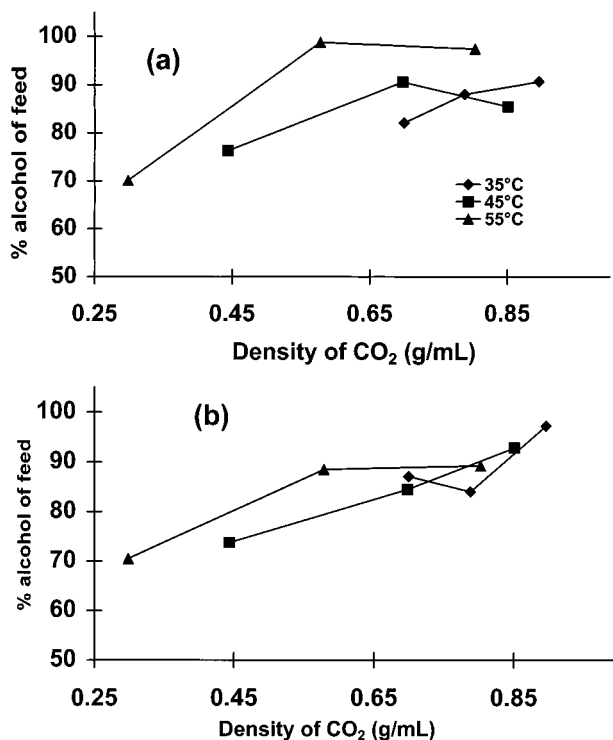 (a)
% alcohol of feed
100
90
80
70
60
50
35°C
45°C
55°C
0.25 0.45 0.65 0.85
Density of CO₂ (g/mL)
(b)
% alcohol of feed
100
90
80
70
60
50
0.25 0.45 0.65 0.85
Density of CO₂ (g/mL)